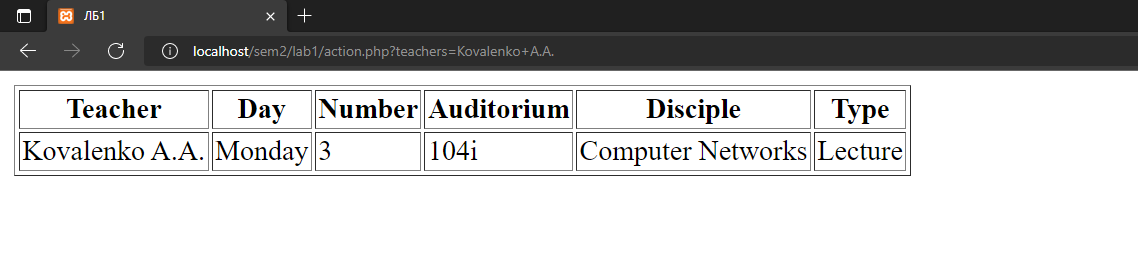 ЛБ1
localhost/sem2/lab1/action.php?teachers=Kovalenko+A.A.
Teacher Day Number Auditorium Disciple Type
Kovalenko A.A. Monday 3 104i Computer Networks Lecture